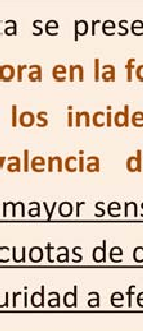 ta se prese
ora en la fo
los incide
valencia d
mayor sens
cuotas de c
uridad a efe